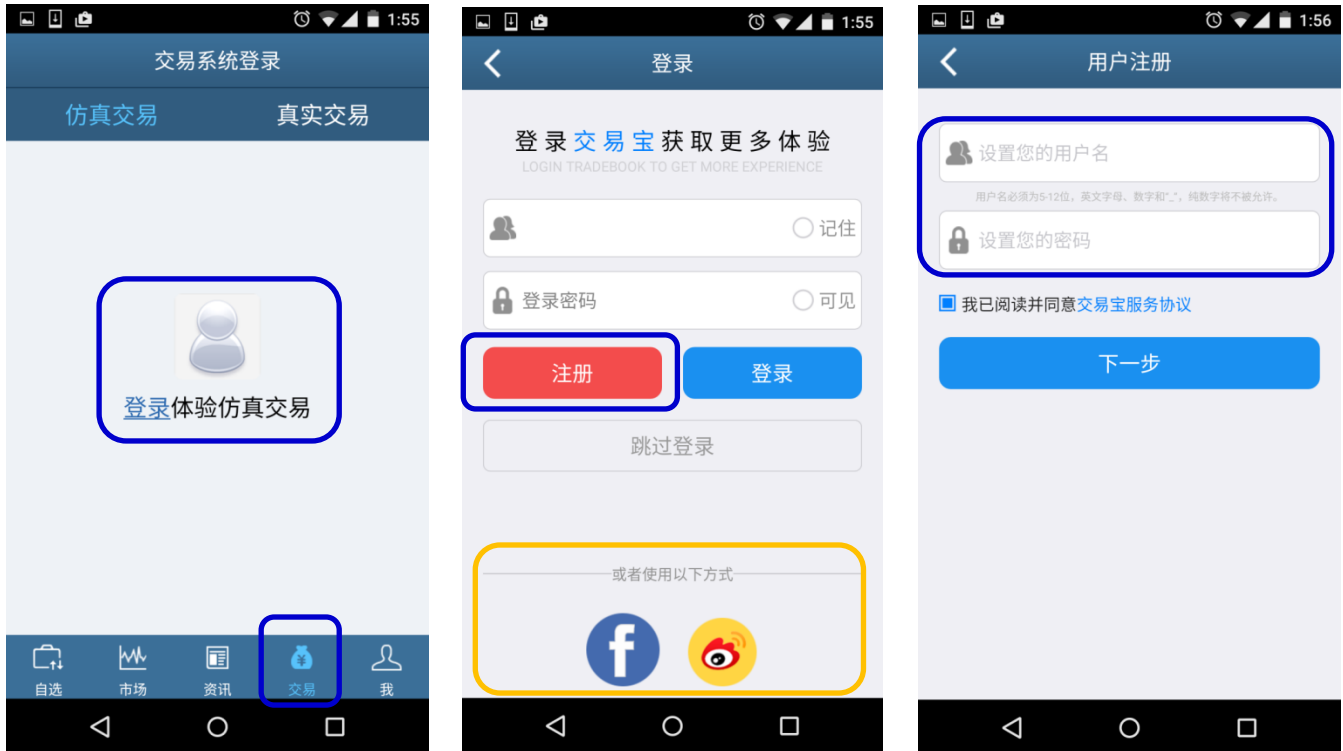 1:55
交易系统登录
仿真交易 真实交易
登录体验仿真交易
自选 市场 资讯 交易 我
1:55
登录
登录交易宝获取更多体验
LOGIN TRADEBOOK TO GET MORE EXPERIENCE
记住
登录密码 可见
注册 登录
跳过登录
或者使用以下方式
1:56
用户注册
设置您的用户名
用户名必须为5-12位，英文字母、数字和“_”，纯数字将不被允许。
设置您的密码
我已阅读并同意交易宝服务协议
下一步